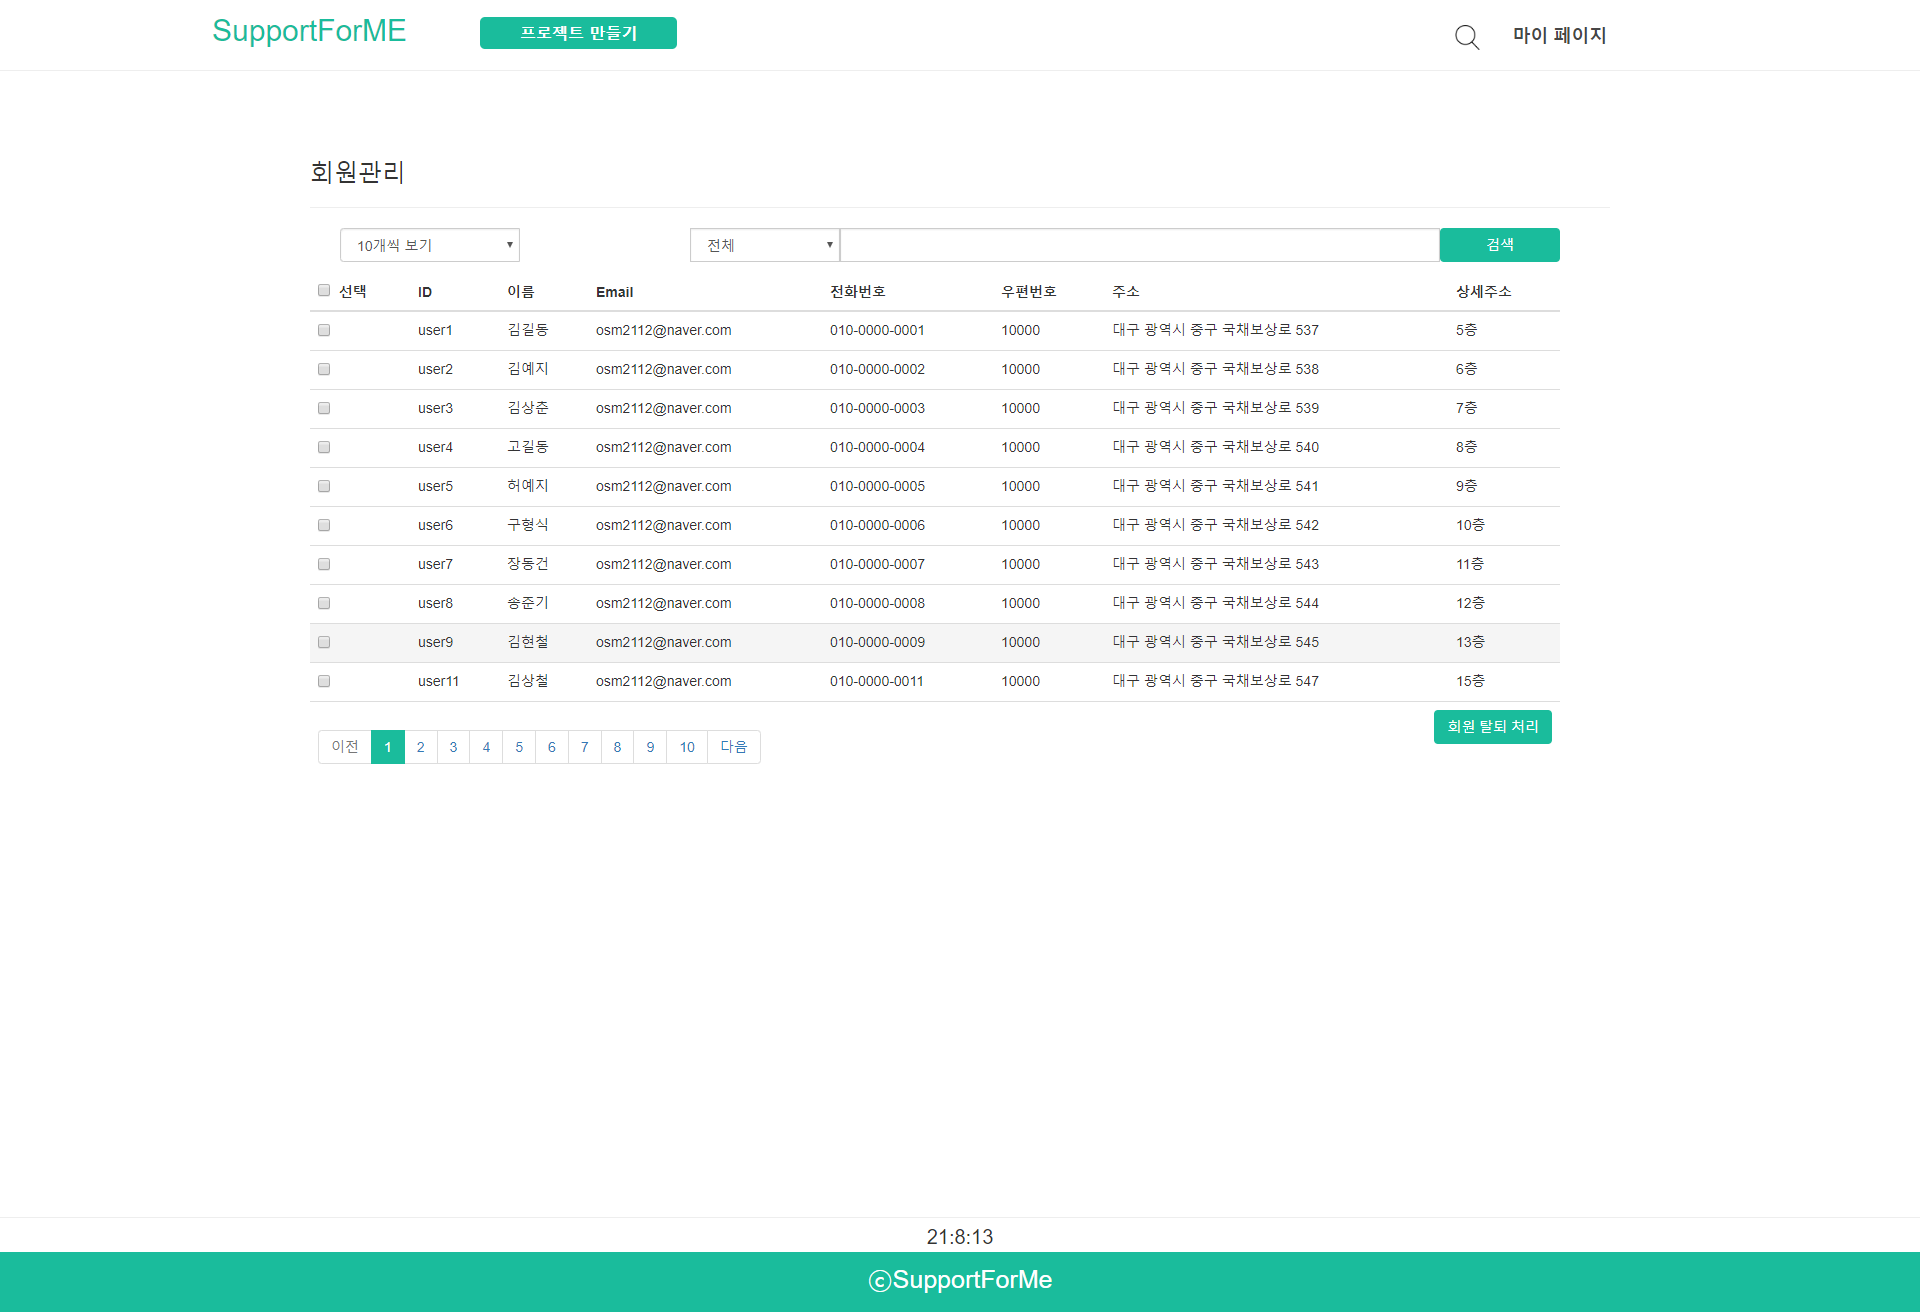 SupportForME 프로젝트 만들기 마이 페이지
회원관리
10개씩 보기 전체 검색
선택 ID 이름 Email 전화번호 우편번호 주소 상세주소
user1 김길동 osm2112@naver.com 010-0000-0001 10000 대구 광역시 중구 국채보상로 537 5층
user2 김예지 osm2112@naver.com 010-0000-0002 10000 대구 광역시 중구 국채보상로 538 6층
user3 김상춘 osm2112@naver.com 010-0000-0003 10000 대구 광역시 중구 국채보상로 539 7층
user4 고길동 osm2112@naver.com 010-0000-0004 10000 대구 광역시 중구 국채보상로 540 8층
user5 허예지 osm2112@naver.com 010-0000-0005 10000 대구 광역시 중구 국채보상로 541 9층
user6 구형식 osm2112@naver.com 010-0000-0006 10000 대구 광역시 중구 국채보상로 542 10층
user7 장동건 osm2112@naver.com 010-0000-0007 10000 대구 광역시 중구 국채보상로 543 11층
user8 송준기 osm2112@naver.com 010-0000-0008 10000 대구 광역시 중구 국채보상로 544 12층
user9 김현철 osm2112@naver.com 010-0000-0009 10000 대구 광역시 중구 국채보상로 545 13층
user11 김상철 osm2112@naver.com 010-0000-0011 10000 대구 광역시 중구 국채보상로 547 15층
회원 탈퇴 처리
이전 1 2 3 4 5 6 7 8 9 10 다음
21:8:13
ⓒSupportForMe